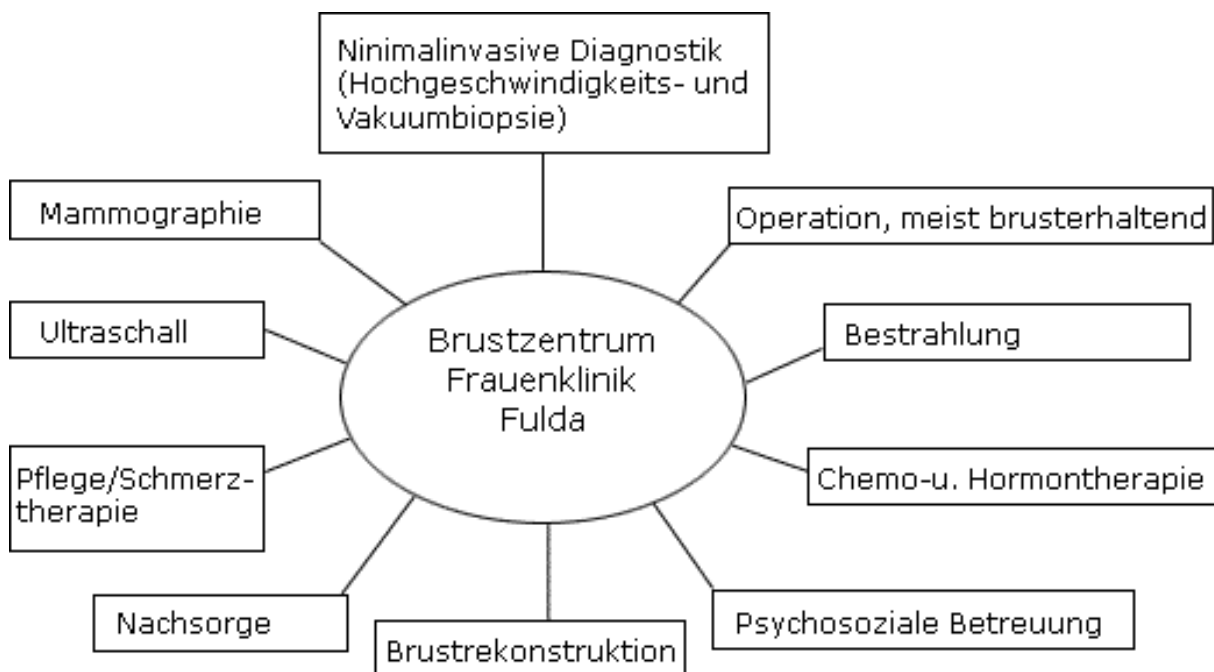 Ninimalinvasive Diagnostik
(Hochgeschwindigkeits- und
Vakuumbiopsie)
Mammographie
Operation, meist brusterhaltend
Ultraschall
Bestrahlung
Brustzentrum
Frauenklinik
Fulda
Pflege/Schmerz-
therapie
Chemo-u. Hormontherapie
Nachsorge
Brustrekonstruktion
Psychosoziale Betreuung